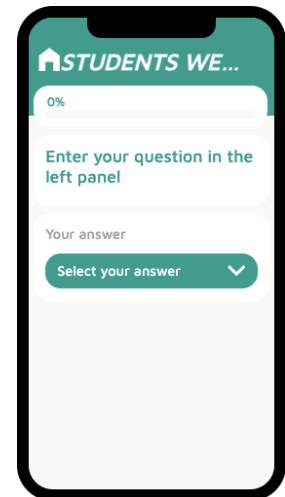 STUDENTS WE...
0%
Enter your question in the
left panel
Your answer
Select your answer